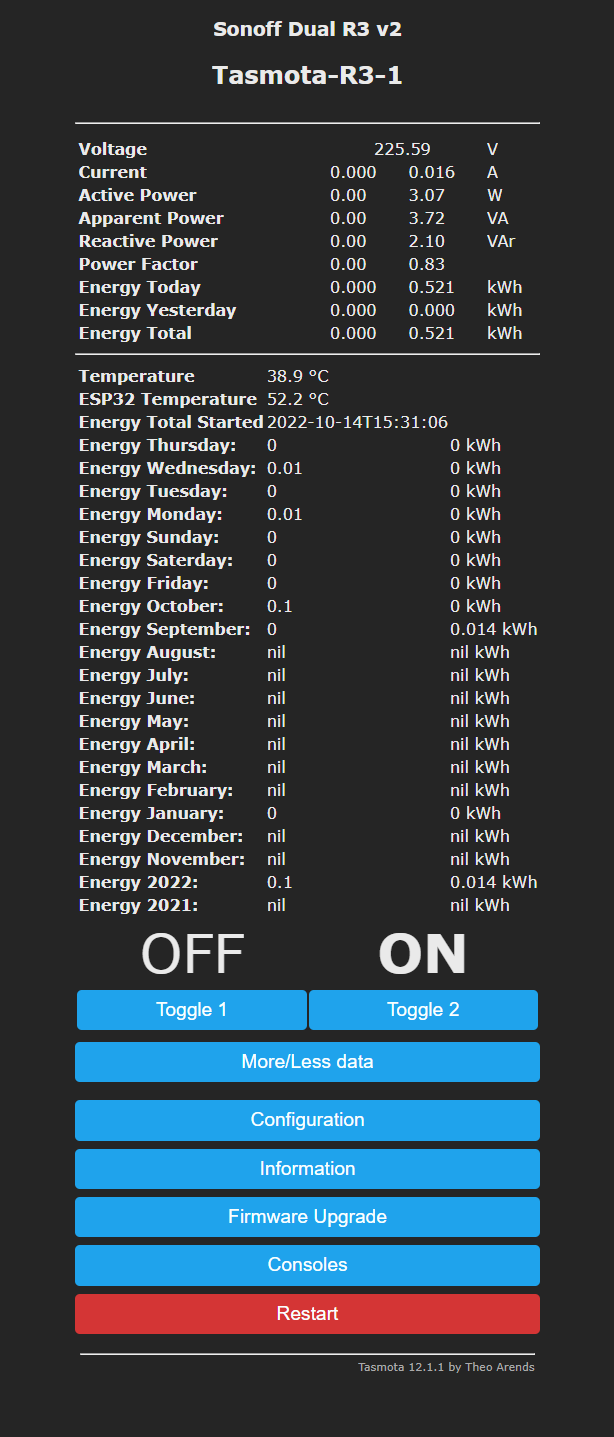 Sonoff Dual R3 v2
Tasmota-R3-1
Voltage 225.59 V
Current 0.000 0.016 A
Active Power 0.00 3.07 W
Apparent Power 0.00 3.72 VA
Reactive Power 0.00 2.10 VAr
Power Factor 0.00 0.83
Energy Today 0.000 0.521 kWh
Energy Yesterday 0.000 0.000 kWh
Energy Total 0.000 0.521 kWh
Temperature 38.9 °C
ESP32 Temperature 52.2 °C
Energy Total Started 2022-10-14T15:31:06
Energy Thursday: 0 0 kWh
Energy Wednesday: 0.01 0 kWh
Energy Tuesday: 0 0 kWh
Energy Monday: 0.01 0 kWh
Energy Sunday: 0 0 kWh
Energy Saterday: 0 0 kWh
Energy Friday: 0 0 kWh
Energy October: 0.1 0 kWh
Energy September: 0 0.014 kWh
Energy August: nil nil kWh
Energy July: nil nil kWh
Energy June: nil nil kWh
Energy May: nil nil kWh
Energy April: nil nil kWh
Energy March: nil nil kWh
Energy February: nil nil kWh
Energy January: 0 0 kWh
Energy December: nil nil kWh
Energy November: nil nil kWh
Energy 2022: 0.1 0.014 kWh
Energy 2021: nil nil kWh
OFF ON
Toggle 1 Toggle 2
More/Less data
Configuration
Information
Firmware Upgrade
Consoles
Restart
Tasmota 12.1.1 by Theo Arends